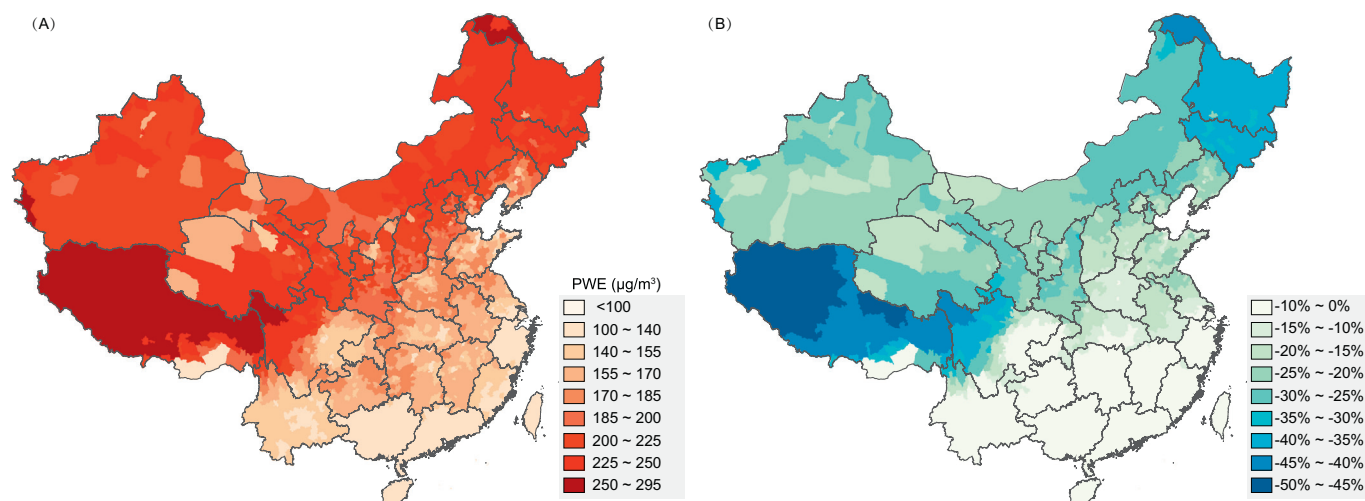 (A)
(B)
PWE (μg/m³)
<100
100 ~ 140
140 ~ 155
155 ~ 170
170 ~ 185
185 ~ 200
200 ~ 225
225 ~ 250
250 ~ 295
-10% ~ 0%
-15% ~ -10%
-20% ~ -15%
-25% ~ -20%
-30% ~ -25%
-35% ~ -30%
-40% ~ -35%
-45% ~ -40%
-50% ~ -45%